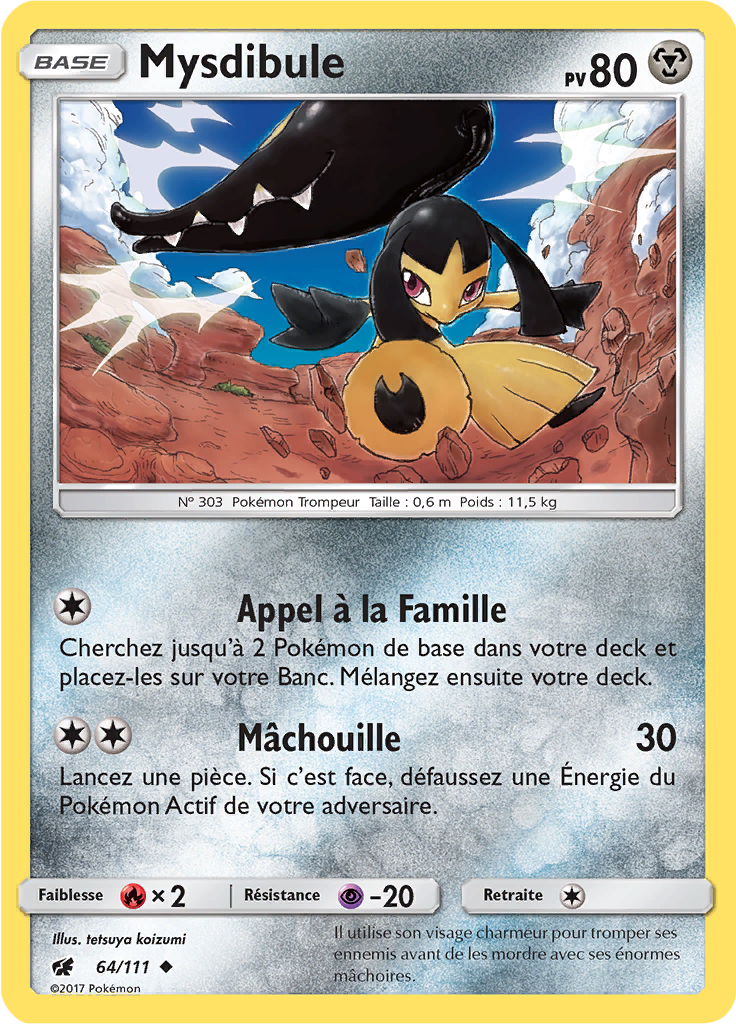 BASE Mysdibule PV 80
N° 303 Pokémon Trompeur Taille : 0,6 m Poids : 11,5 kg
Appel à la Famille
Cherchez jusqu'à 2 Pokémon de base dans votre deck et
placez-les sur votre Banc. Mélangez ensuite votre deck.
Mâchouille 30
Lancez une pièce. Si c'est face, défaussez une Énergie du
Pokémon Actif de votre adversaire.
Faiblesse ×2 Résistance -20 Retraite
Illus. tetsuya koizumi
64/111
©2017 Pokémon
Il utilise son visage charmeur pour tromper ses
ennemis avant de les mordre avec ses énormes
mâchoires.